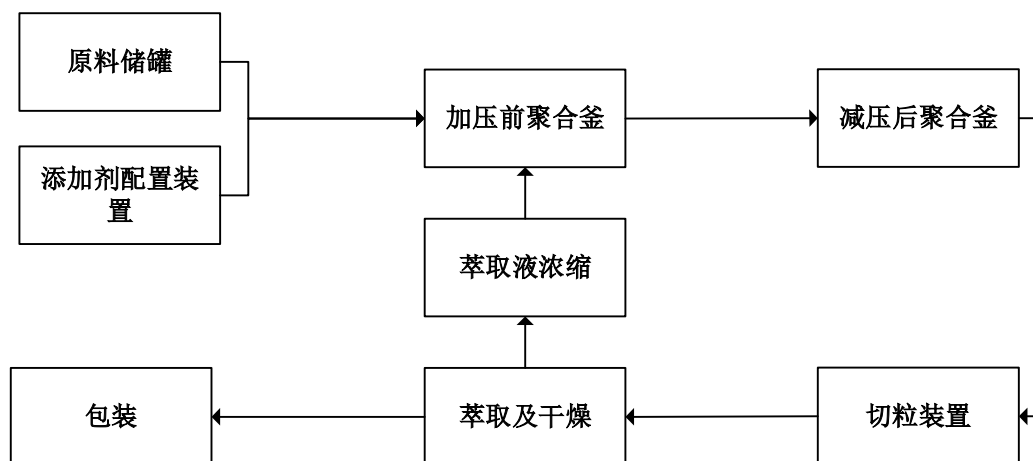 原料储罐
加压前聚合釜
减压后聚合釜
添加剂配置装
置
萃取液浓缩
包装
萃取及干燥
切粒装置